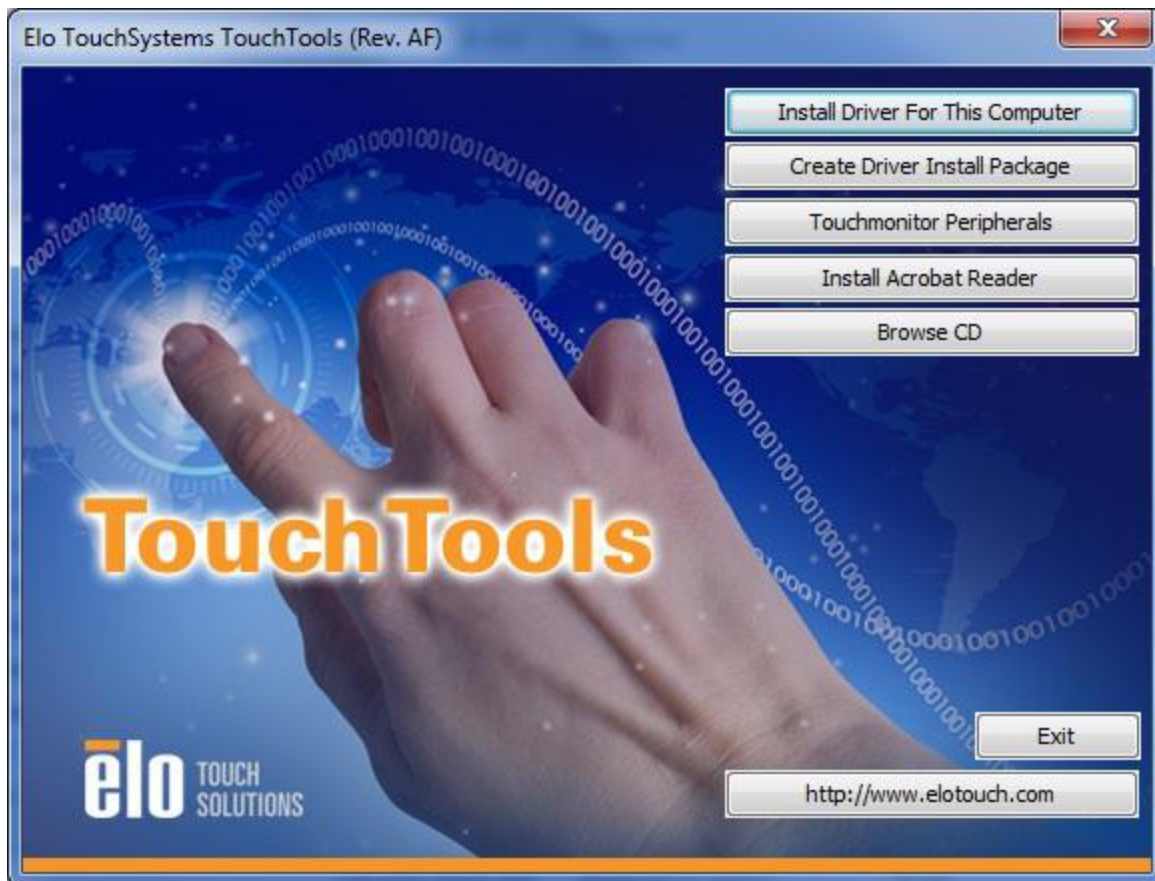 Elo TouchSystems TouchTools (Rev. AF)
Install Driver For This Computer
Create Driver Install Package
Touchmonitor Peripherals
Install Acrobat Reader
Browse CD
TouchTools
ēlo TOUCH
SOLUTIONS
Exit
http://www.elotouch.com